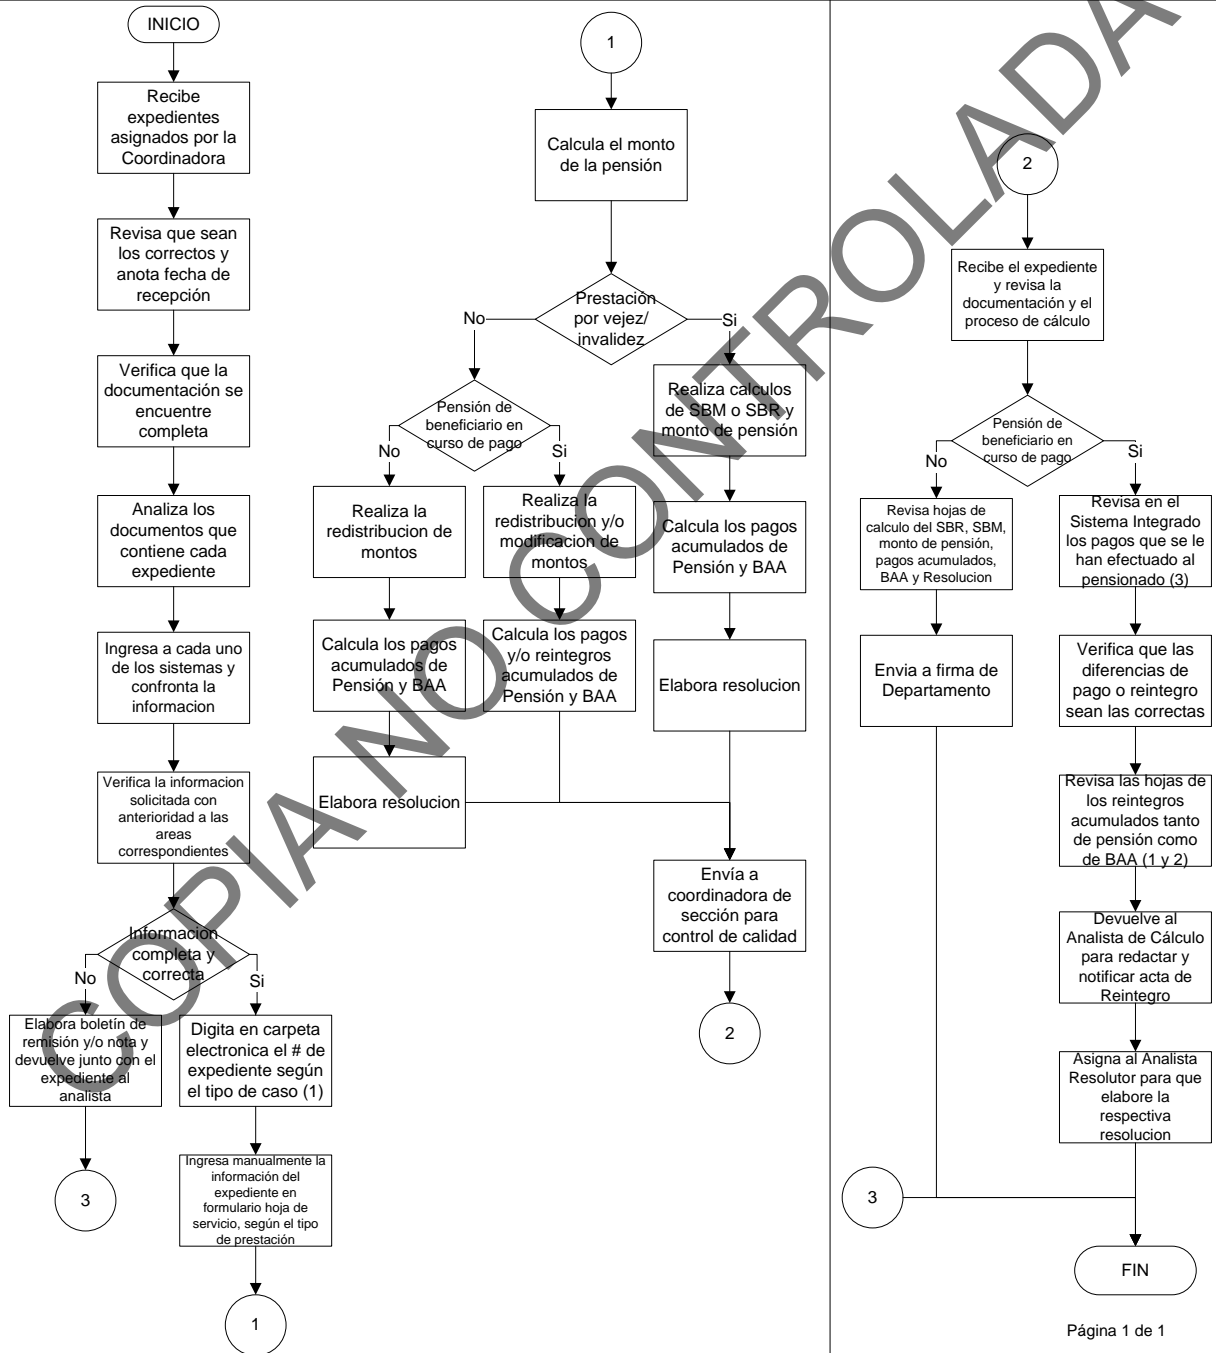 INICIO
Recibe
expedientes
asignados por la
Coordinadora
Revisa que sean
los correctos y
anota fecha de
recepción
Verifica que la
documentación se
encuentre
completa
Analiza los
documentos que
contiene cada
expediente
Ingresa a cada uno
de los sistemas y
confronta la
informacion
Verifica la informacion
solicitada con
anterioridad a las
areas
correspondientes
Información
completa y
correcta
No
Si
Elabora boletín de
remisión y/o nota y
devuelve junto con el
expediente al
analista
3
Digita en carpeta
electronica el # de
expediente según
el tipo de caso (1)
Ingresa manualmente la
información del
expediente en
formulario hoja de
servicio, según el tipo
de prestación
1
1
Calcula el monto
de la pensión
Prestación
por vejez/
invalidez
No
Si
Pensión de
beneficiario en
curso de pago
No
Si
Realiza la
redistribucion de
montos
Calcula los pagos
acumulados de
Pensión y BAA
Elabora resolucion
Realiza la
redistribucion y/o
modificacion de
montos
Calcula los pagos
y/o reintegros
acumulados de
Pensión y BAA
Realiza calculos
de SBM o SBR y
monto de pensión
Calcula los pagos
acumulados de
Pensión y BAA
Elabora resolucion
Envía a
coordinadora de
sección para
control de calidad
2
2
Recibe el expediente
y revisa la
documentación y el
proceso de cálculo
Pensión de
beneficiario en
curso de pago
No
Si
Revisa hojas de
calculo del SBR, SBM,
monto de pensión,
pagos acumulados,
BAA y Resolucion
Envia a firma de
Departamento
Revisa en el
Sistema Integrado
los pagos que se le
han efectuado al
pensionado (3)
Verifica que las
diferencias de
pago o reintegro
sean las correctas
Revisa las hojas de
los reintegros
acumulados tanto
de pensión como
de BAA (1 y 2)
Devuelve al
Analista de Cálculo
para redactar y
notificar acta de
Reintegro
Asigna al Analista
Resolutor para que
elabore la
respectiva
resolucion
3
FIN
Página 1 de 1
COPIA NO CONTROLADA